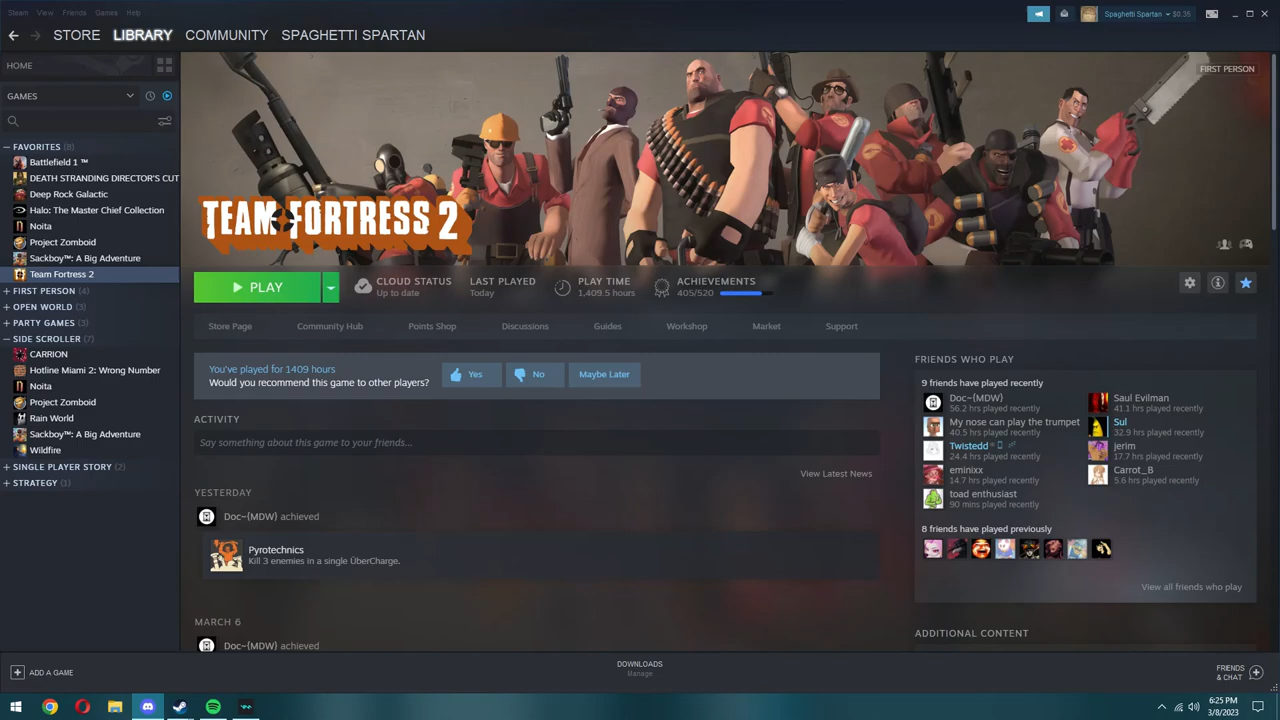 Steam View Friends Games Help
Spaghetti Spartan $0.35
STORE LIBRARY COMMUNITY SPAGHETTI SPARTAN
HOME
GAMES
FAVORITES (8)
Battlefield 1 ™
DEATH STRANDING DIRECTOR'S CUT
Deep Rock Galactic
Halo: The Master Chief Collection
Noita
Project Zomboid
Sackboy™: A Big Adventure
Team Fortress 2
FIRST PERSON (4)
OPEN WORLD (3)
PARTY GAMES (3)
SIDE SCROLLER (7)
CARRION
Hotline Miami 2: Wrong Number
Noita
Project Zomboid
Rain World
Sackboy™: A Big Adventure
Wildfire
SINGLE PLAYER STORY (2)
STRATEGY (1)
FIRST PERSON
TEAM FORTRESS 2
PLAY
CLOUD STATUS
Up to date
LAST PLAYED
Today
PLAY TIME
1,409.5 hours
ACHIEVEMENTS
405/520
Store Page Community Hub Points Shop Discussions Guides Workshop Market Support
You've played for 1409 hours
Would you recommend this game to other players?
Yes No Maybe Later
ACTIVITY
Say something about this game to your friends...
View Latest News
YESTERDAY
Doc~(MDW) achieved
Pyrotechnics
Kill 3 enemies in a single ÜberCharge.
MARCH 6
Doc~(MDW) achieved
FRIENDS WHO PLAY
9 friends have played recently
Doc~(MDW)
56.2 hrs played recently
Saul Evilman
41.1 hrs played recently
My nose can play the trumpet
40.5 hrs played recently
Sul
32.9 hrs played recently
Twistedd
24.4 hrs played recently
jerim
17.7 hrs played recently
eminixx
14.7 hrs played recently
Carrot_B
5.6 hrs played recently
toad enthusiast
90 mins played recently
8 friends have played previously
View all friends who play
ADDITIONAL CONTENT
ADD A GAME
DOWNLOADS
Manage
FRIENDS
& CHAT
6:25 PM
3/8/2023